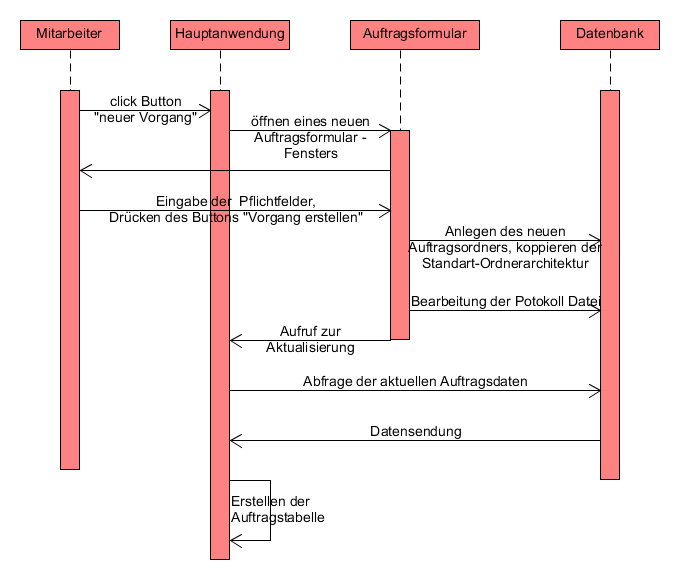 Mitarbeiter
Hauptanwendung
Auftragsformular
Datenbank
click Button
"neuer Vorgang"
öffnen eines neuen
Auftragsformular -
Fensters
Eingabe der Pflichtfelder,
Drücken des Buttons "Vorgang erstellen"
Anlegen des neuen
Auftragsordners, koppieren der
Standart-Ordnerarchitektur
Bearbeitung der Potokoll Datei
Aufruf zur
Aktualisierung
Abfrage der aktuellen Auftragsdaten
Datensendung
Erstellen der
Auftragstabelle